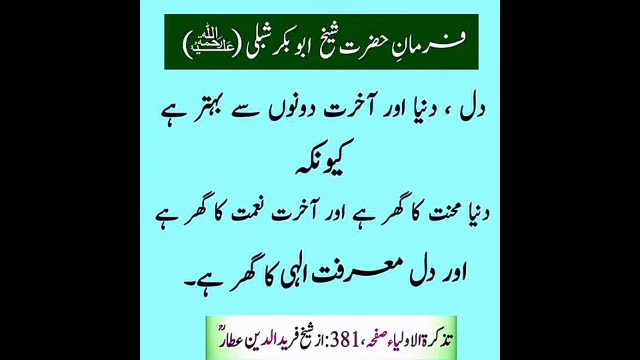 فرمانِ حضرت شیخ ابو بکر شبلی (رحمۃ اللہ علیہ)
دل ، دنیا اور آخرت دونوں سے بہتر ہے
کیونکہ
دنیا محنت کا گھر ہے اور آخرت نعمت کا گھر ہے
اور دل معرفت الٰہی کا گھر ہے۔
تذکرۃ الاولیاء صفحہ ،381: از شیخ فرید الدین عطارؒ